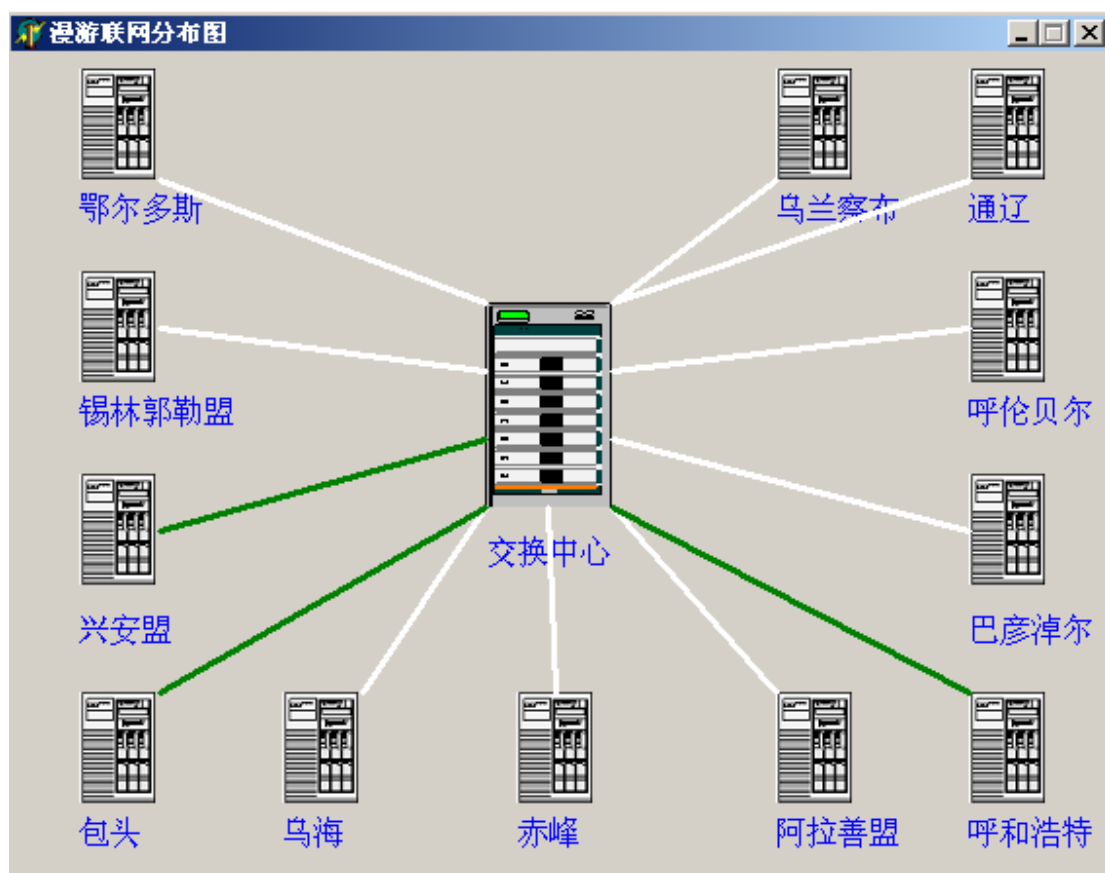 漫游联网分布图
鄂尔多斯
乌兰察布
通辽
锡林郭勒盟
呼伦贝尔
兴安盟
交换中心
巴彦淖尔
包头
乌海
赤峰
阿拉善盟
呼和浩特